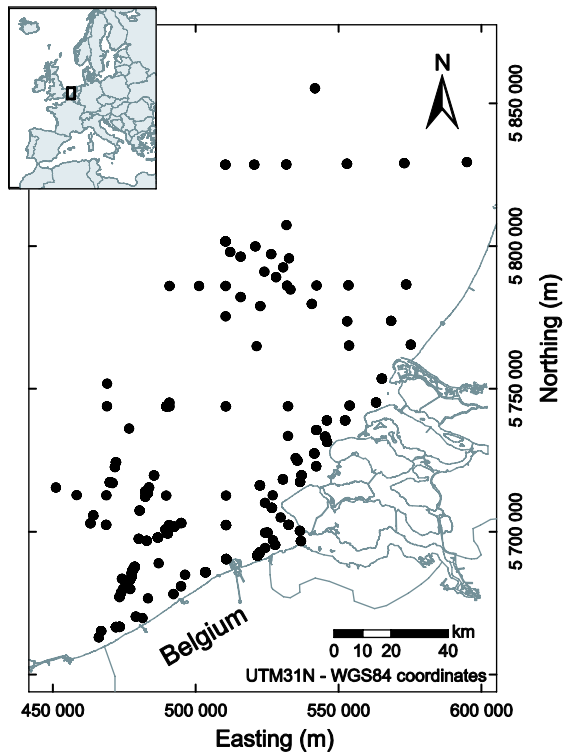 N
5 850 000
5 800 000
5 750 000
5 700 000
Northing (m)
Belgium
0 10 20 40 km
UTM31N - WGS84 coordinates
450 000 500 000 550 000 600 000
Easting (m)